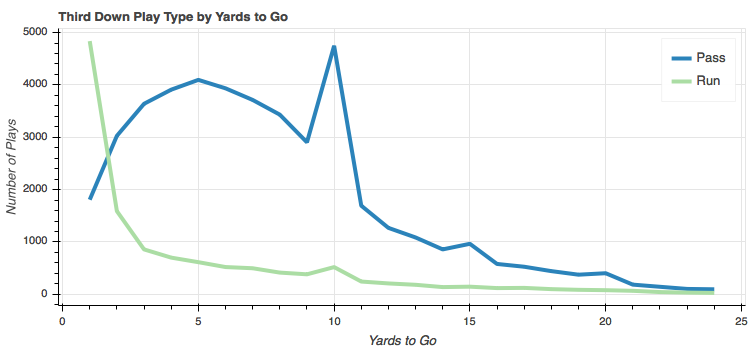 Third Down Play Type by Yards to Go
5000
4000
3000
2000
1000
0
Number of Plays
Pass
Run
0 5 10 15 20 25
Yards to Go